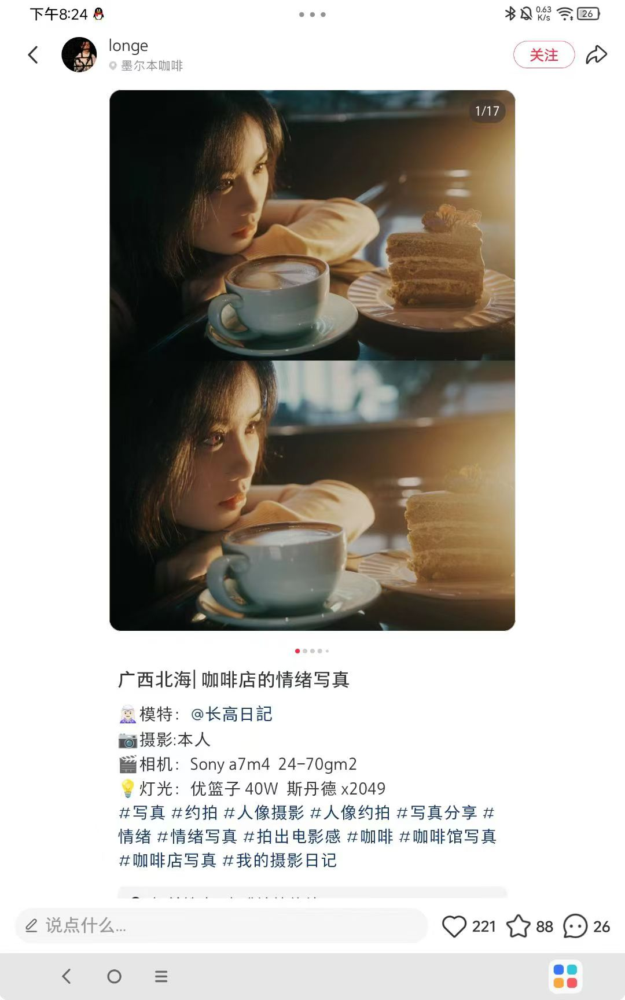 下午8:24
0.63
K/s
26
longe
墨尔本咖啡
关注
1/17
广西北海| 咖啡店的情绪写真
模特：@长高日記
摄影:本人
相机：Sony a7m4 24-70gm2
灯光：优篮子 40W 斯丹德 x2049
#写真 #约拍 #人像摄影 #人像约拍 #写真分享 #
情绪 #情绪写真 #拍出电影感 #咖啡 #咖啡馆写真
#咖啡店写真 #我的摄影日记
说点什么...
221
88
26